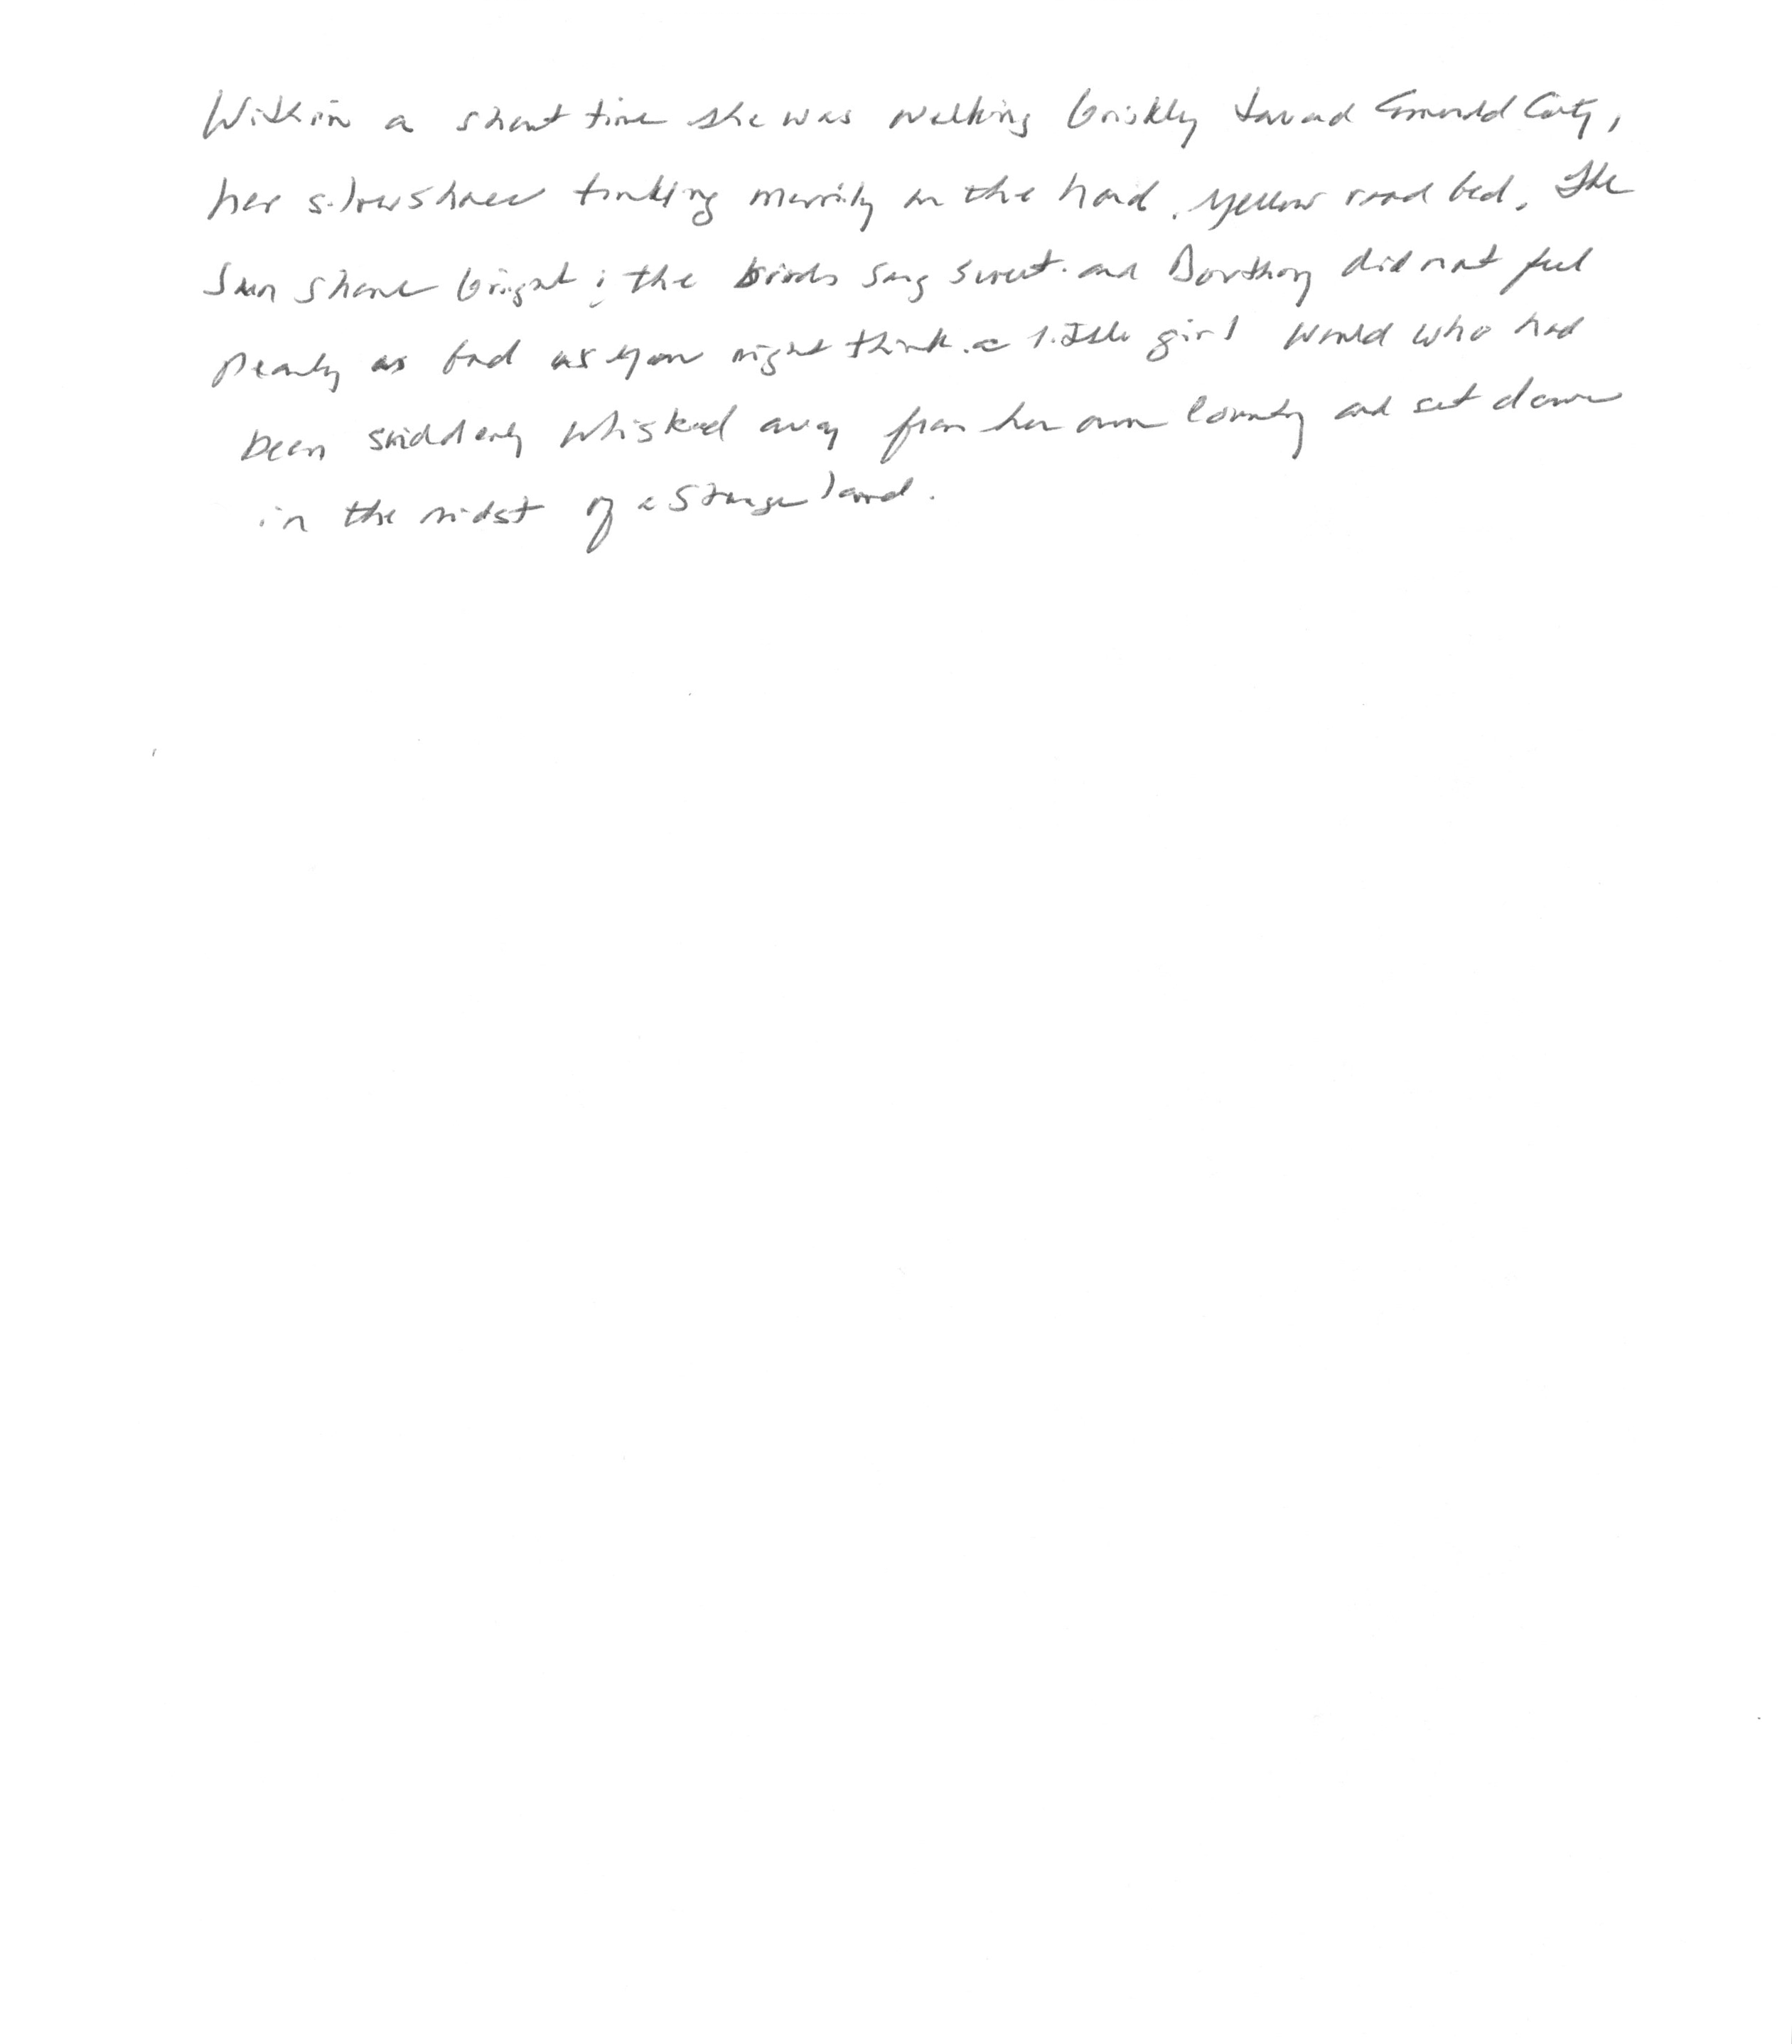 Within a short time she was walking briskly toward Emerald City,
her silver shoes tinkling merrily on the hard, yellow road bed. The
sun shone bright; the birds sang sweet and Dorthory did not feel
nearly as bad as you might think a little girl would who had
been suddenly whisked away from her own country and set down
in the midst of a strange land.